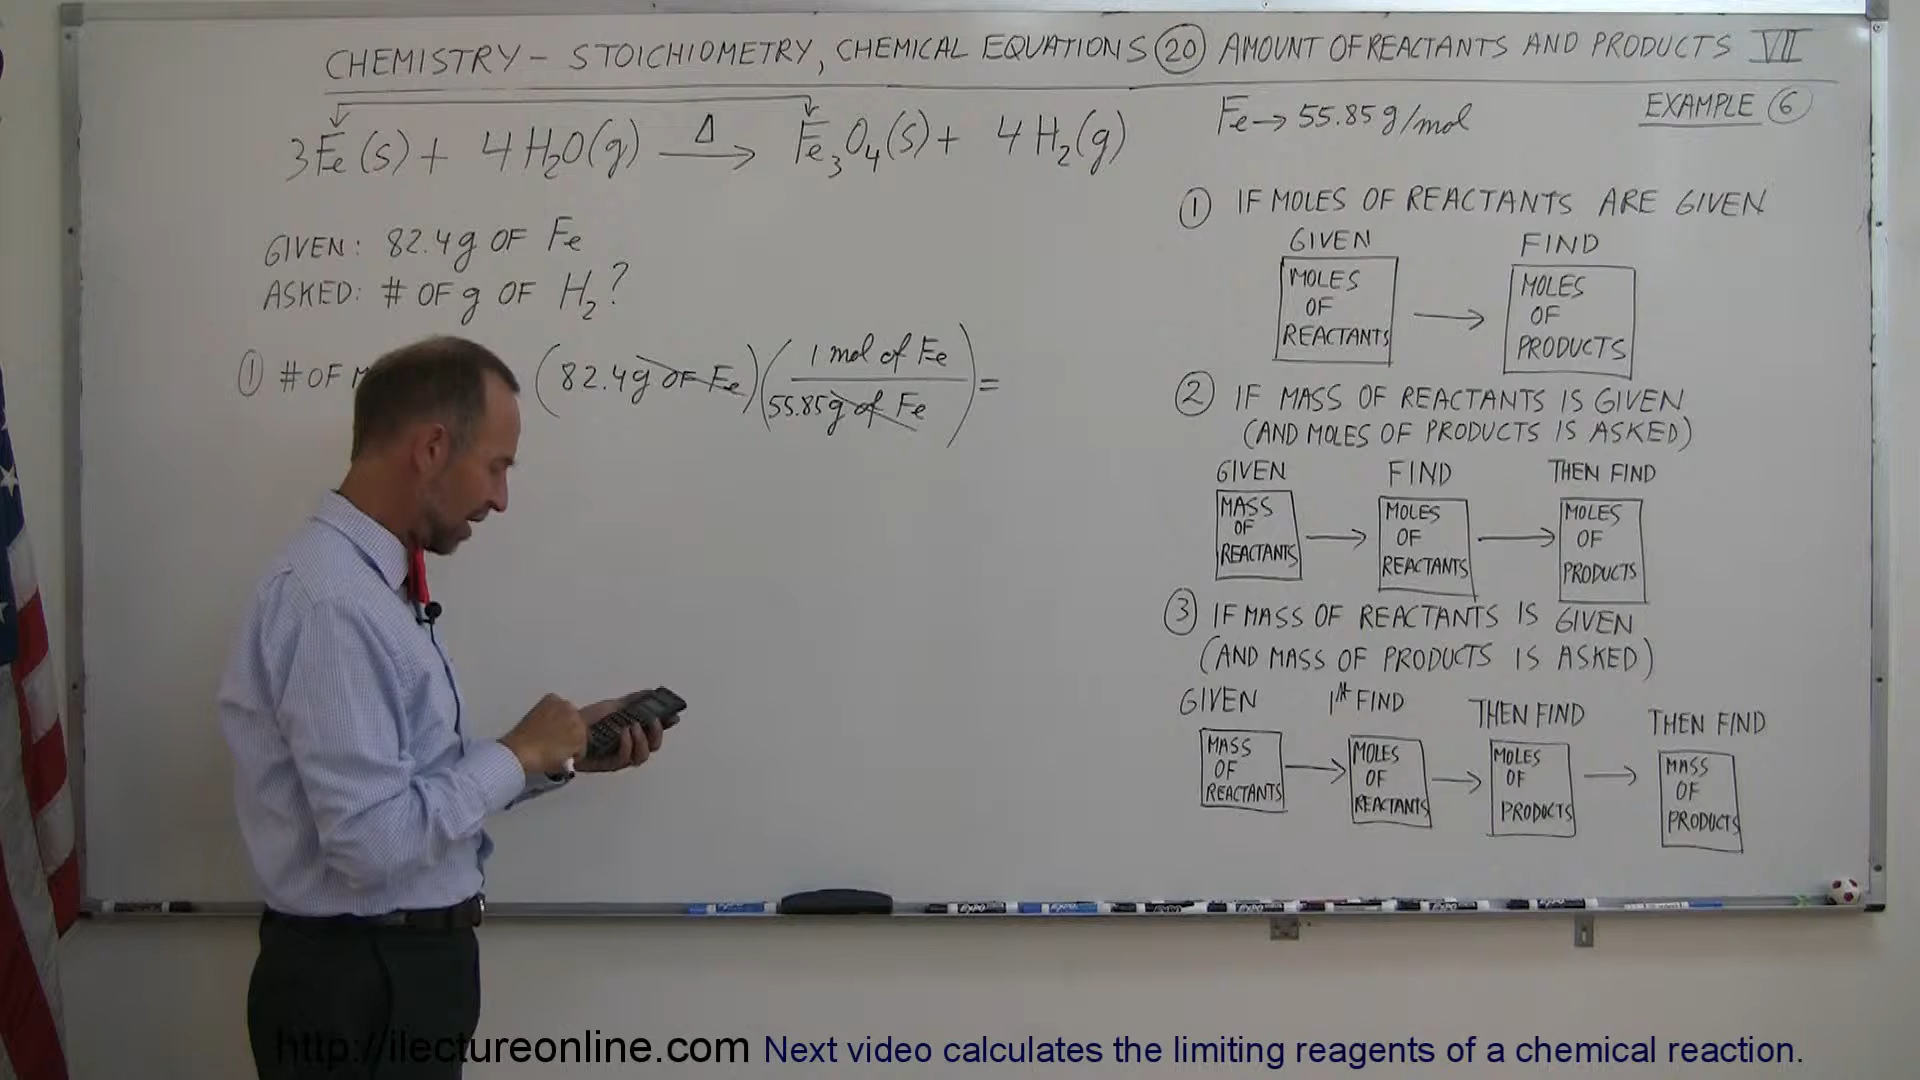 CHEMISTRY - STOICHIOMETRY, CHEMICAL EQUATIONS 20 AMOUNT OF REACTANTS AND PRODUCTS VII
3Fe(s) + 4H₂O(g) Δ→ Fe₃O₄(s) + 4H₂(g)
Fe → 55.85 g/mol
EXAMPLE 6
GIVEN: 82.4g OF Fe
ASKED: # OF g OF H₂?
① # OF (82.4g OF Fe)(1 mol of Fe / 55.85g of Fe) =
① IF MOLES OF REACTANTS ARE GIVEN
GIVEN
MOLES
OF
REACTANTS
→
FIND
MOLES
OF
PRODUCTS
② IF MASS OF REACTANTS IS GIVEN
(AND MOLES OF PRODUCTS IS ASKED)
GIVEN
MASS
OF
REACTANTS
→
FIND
MOLES
OF
REACTANTS
→
THEN FIND
MOLES
OF
PRODUCTS
③ IF MASS OF REACTANTS IS GIVEN
(AND MASS OF PRODUCTS IS ASKED)
GIVEN
MASS
OF
REACTANTS
→
1st FIND
MOLES
OF
REACTANTS
→
THEN FIND
MOLES
OF
PRODUCTS
→
THEN FIND
MASS
OF
PRODUCTS
http://ilectureonline.com Next video calculates the limiting reagents of a chemical reaction.